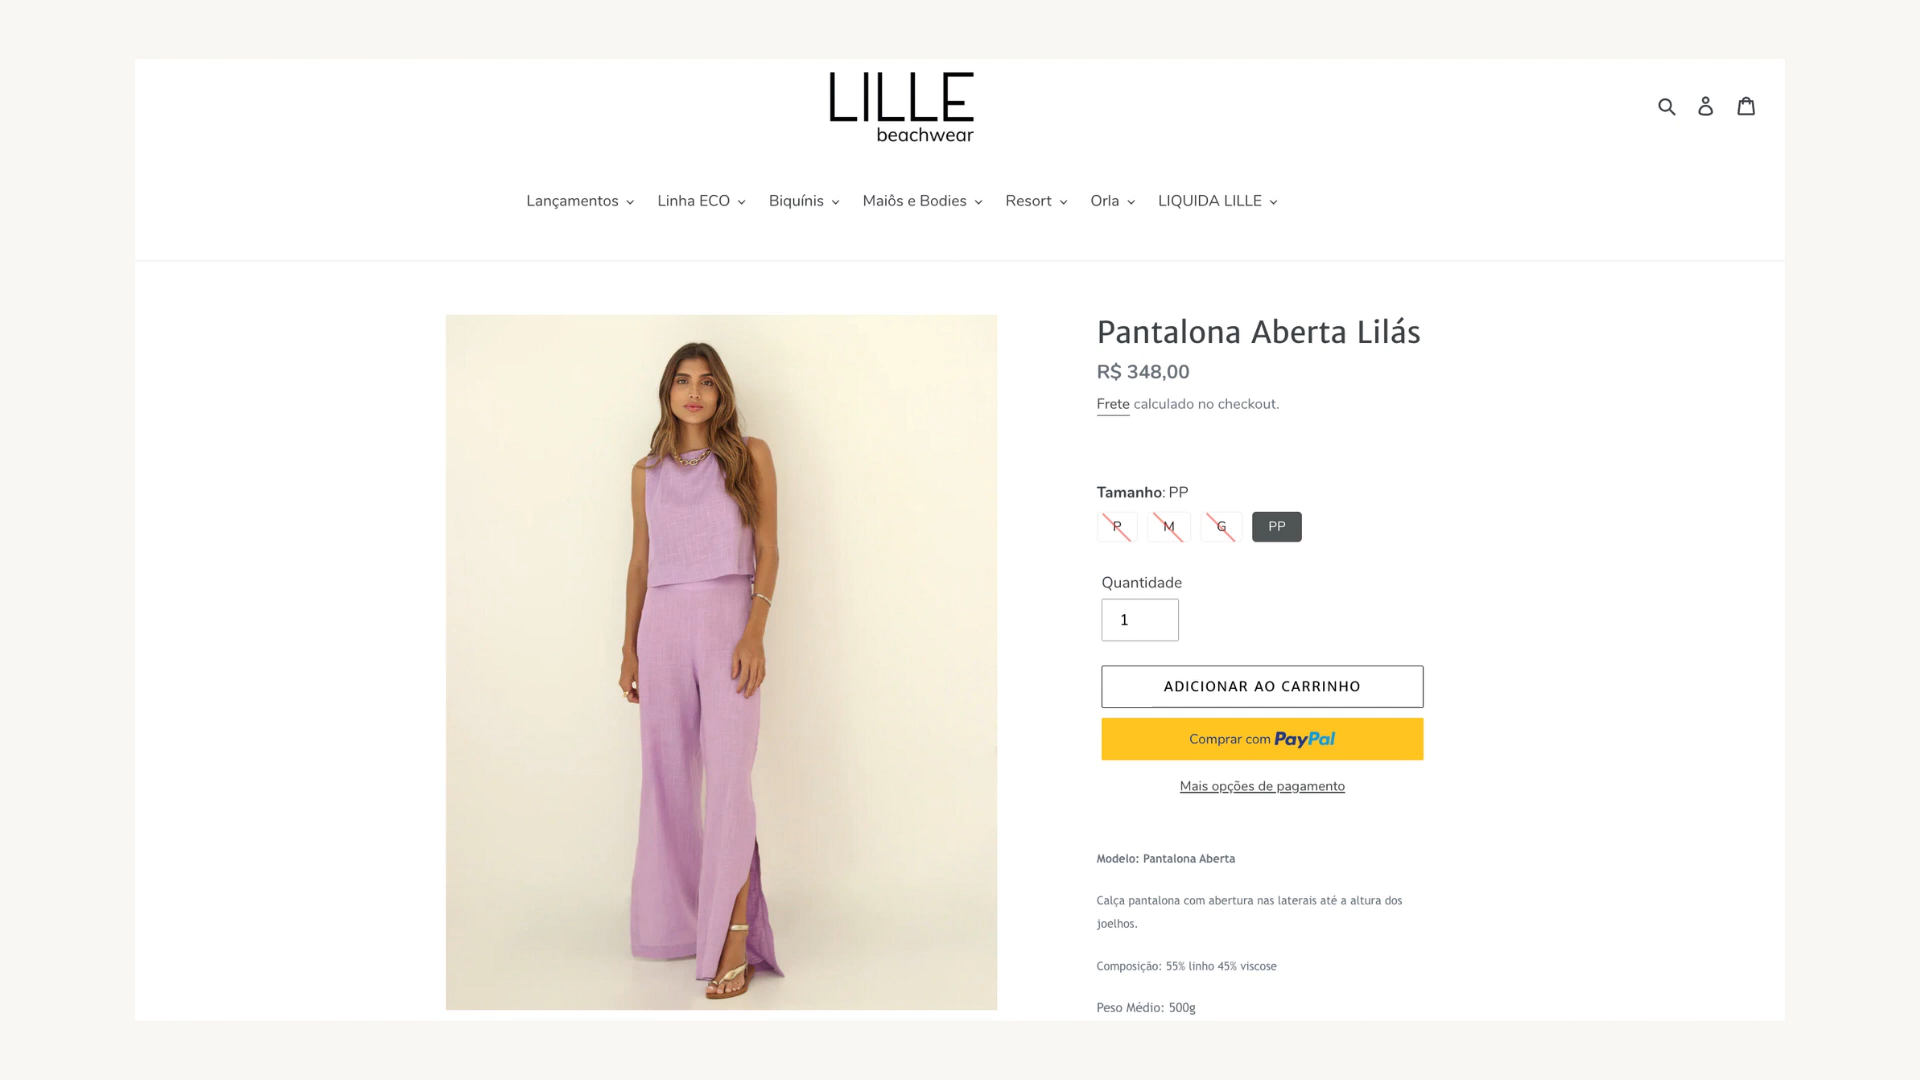 LILLE
beachwear
Lançamentos
Linha ECO
Biquínis
Maiôs e Bodies
Resort
Orla
LIQUIDA LILLE
Pantalona Aberta Lilás
R$ 348,00
Frete calculado no checkout.
Tamanho: PP
P M G PP
Quantidade
1
ADICIONAR AO CARRINHO
Comprar com PayPal
Mais opções de pagamento
Modelo: Pantalona Aberta
Calça pantalona com abertura nas laterais até a altura dos
joelhos.
Composição: 55% linho 45% viscose
Peso Médio: 500g